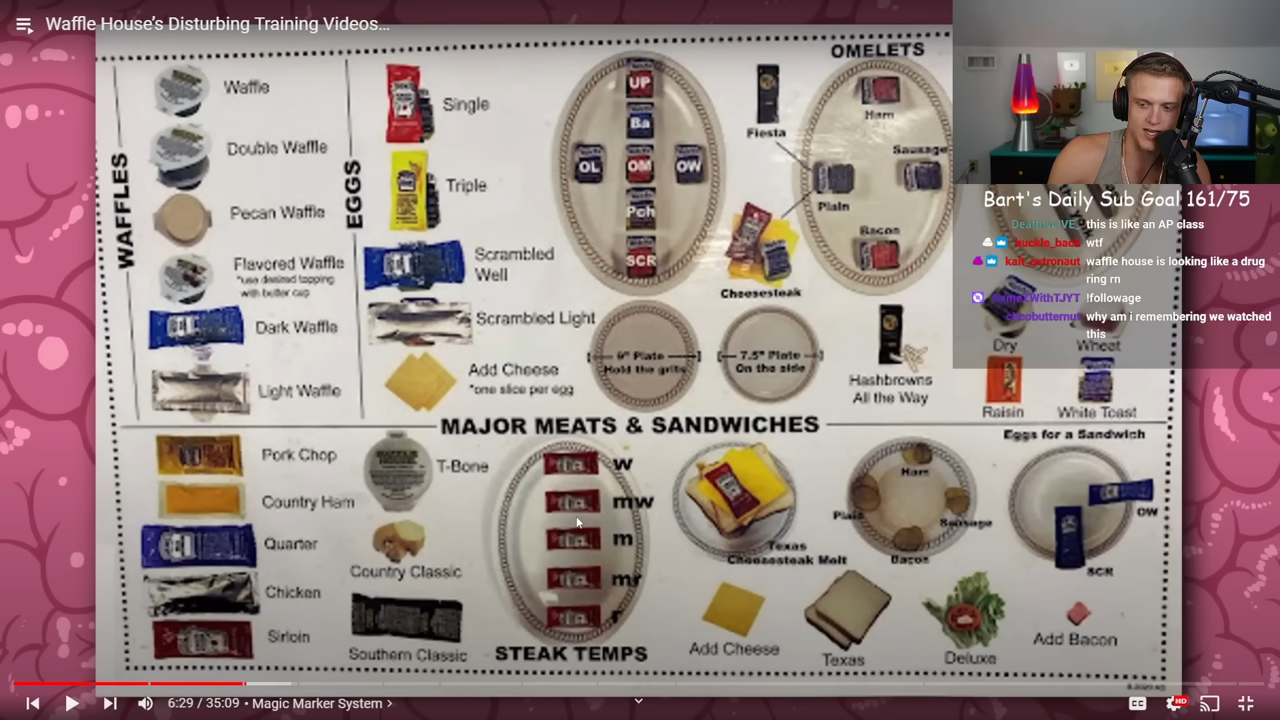 Waffle House's Disturbing Training Videos...
WAFFLES
Waffle
Double Waffle
Pecan Waffle
Flavored Waffle
*use desired topping
with butter cup
Dark Waffle
Light Waffle
EGGS
Single
Triple
Scrambled
Well
Scrambled Light
Add Cheese
*one slice per egg
UP
Ba
OL
OM
OW
Pch
SCR
9" Plate
Hold the grits
7.5" Plate
On the side
OMELETS
Fiesta
Ham
Sausage
Plain
Bacon
Cheesesteak
Hashbrowns
All the Way
Dry
Wheat
Raisin
White Toast
MAJOR MEATS & SANDWICHES
Pork Chop
Country Ham
Quarter
Chicken
Sirloin
T-Bone
Country Classic
Southern Classic
w
mw
m
mr
r
STEAK TEMPS
Texas
Cheesesteak Melt
Ham
Plain
Sausage
Bacon
Eggs for a Sandwich
OW
SCR
Add Cheese
Texas
Deluxe
Add Bacon
Bart's Daily Sub Goal 161/75
this is like an AP class
buckle_back wtf
waffle house is looking like a drug
ring rn
!followage
why am i remembering we watched
this
6:29 / 35:09 • Magic Marker System >
CC
HD